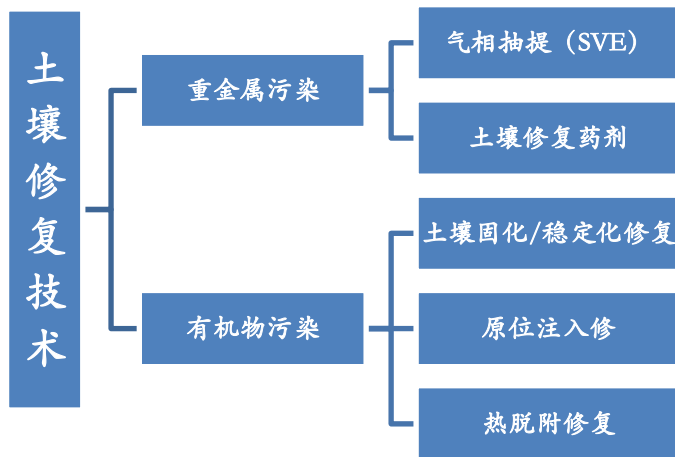 土壤修复技术
重金属污染
气相抽提（SVE）
土壤修复药剂
有机物污染
土壤固化/稳定化修复
原位注入修
热脱附修复